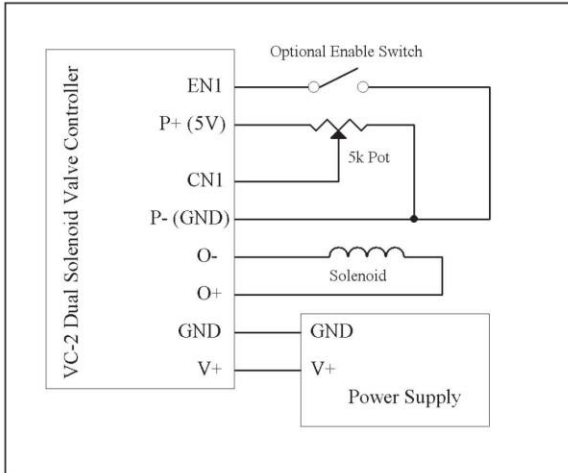 VC-2 Dual Solenoid Valve Controller
Optional Enable Switch
EN1
P+ (5V)
5k Pot
CN1
P- (GND)
O-
Solenoid
O+
GND
GND
V+
V+
Power Supply